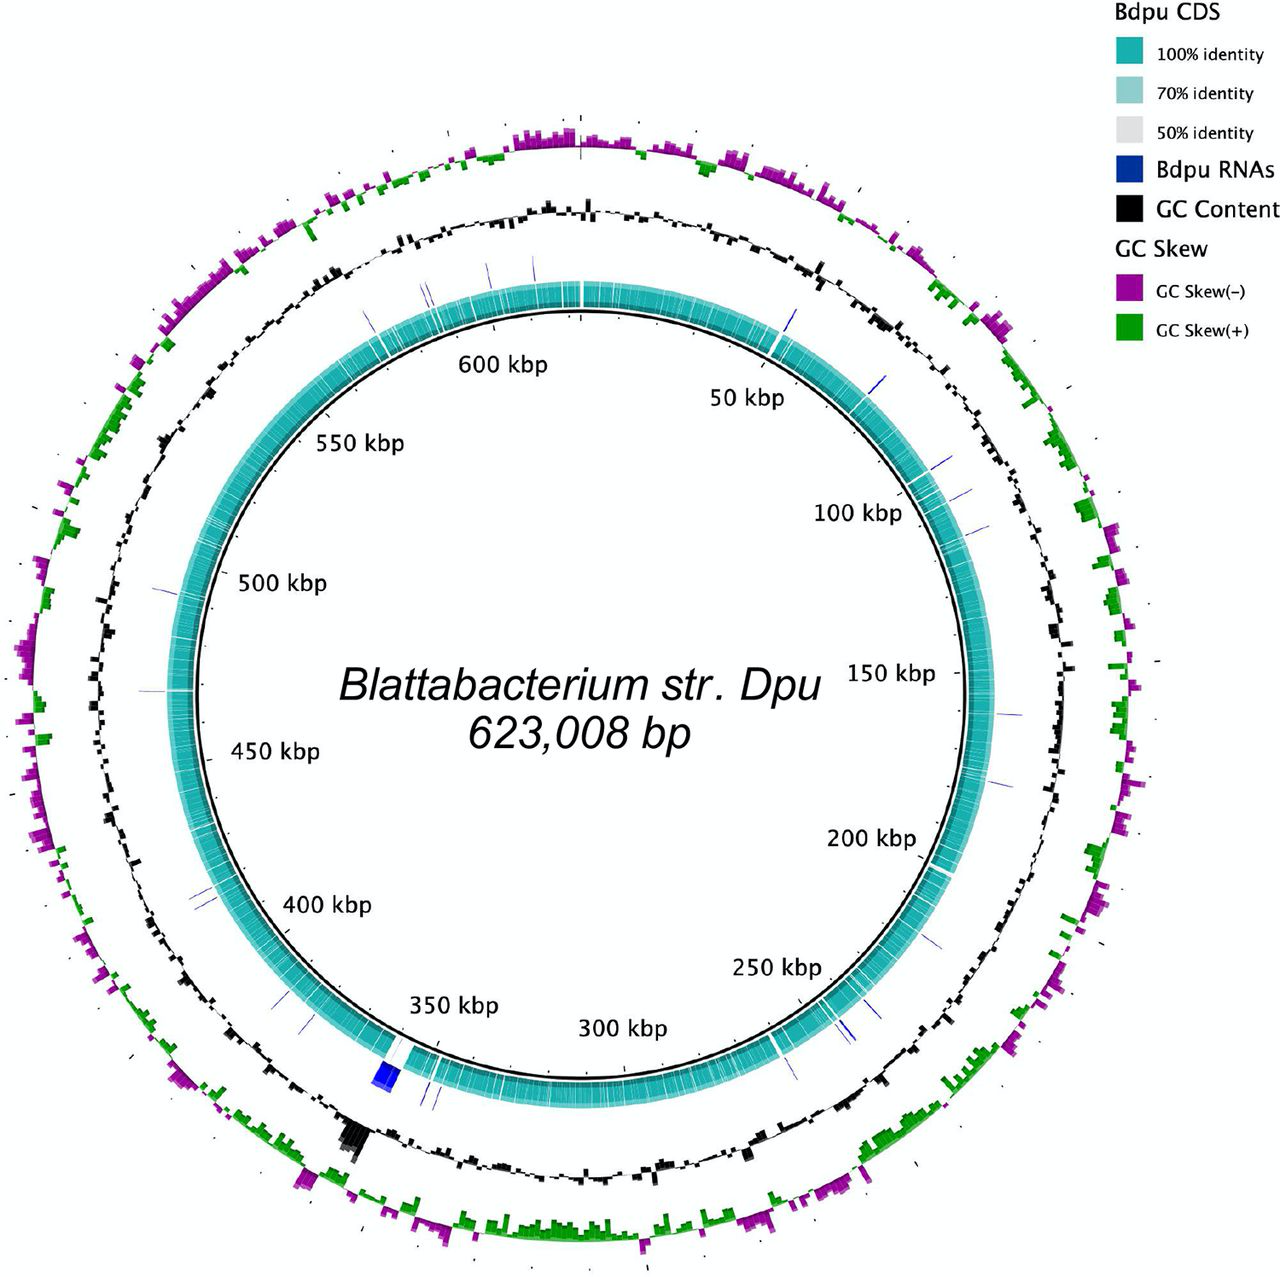 Bdpu CDS
100% identity
70% identity
50% identity
Bdpu RNAs
GC Content
GC Skew
GC Skew(-)
GC Skew(+)
600 kbp
50 kbp
550 kbp
100 kbp
500 kbp
150 kbp
Blattabacterium str. Dpu
623,008 bp
450 kbp
200 kbp
400 kbp
250 kbp
350 kbp
300 kbp